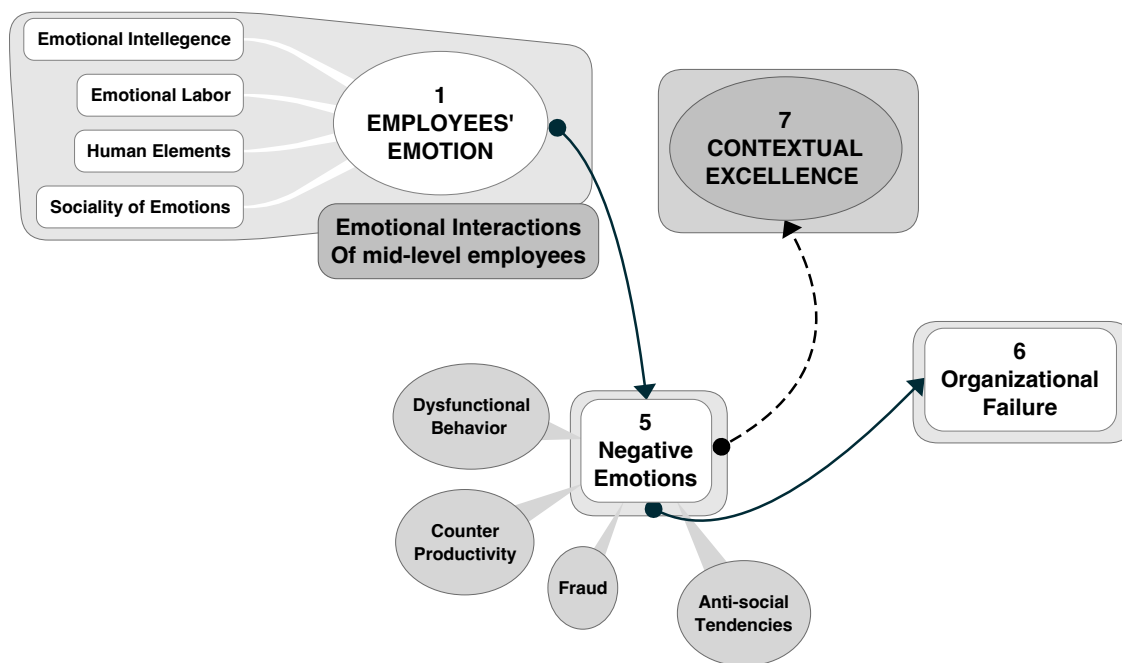 Emotional Intellegence
Emotional Labor
Human Elements
Sociality of Emotions
1
EMPLOYEES'
EMOTION
Emotional Interactions
Of mid-level employees
7
CONTEXTUAL
EXCELLENCE
6
Organizational
Failure
5
Negative
Emotions
Dysfunctional
Behavior
Counter
Productivity
Fraud
Anti-social
Tendencies